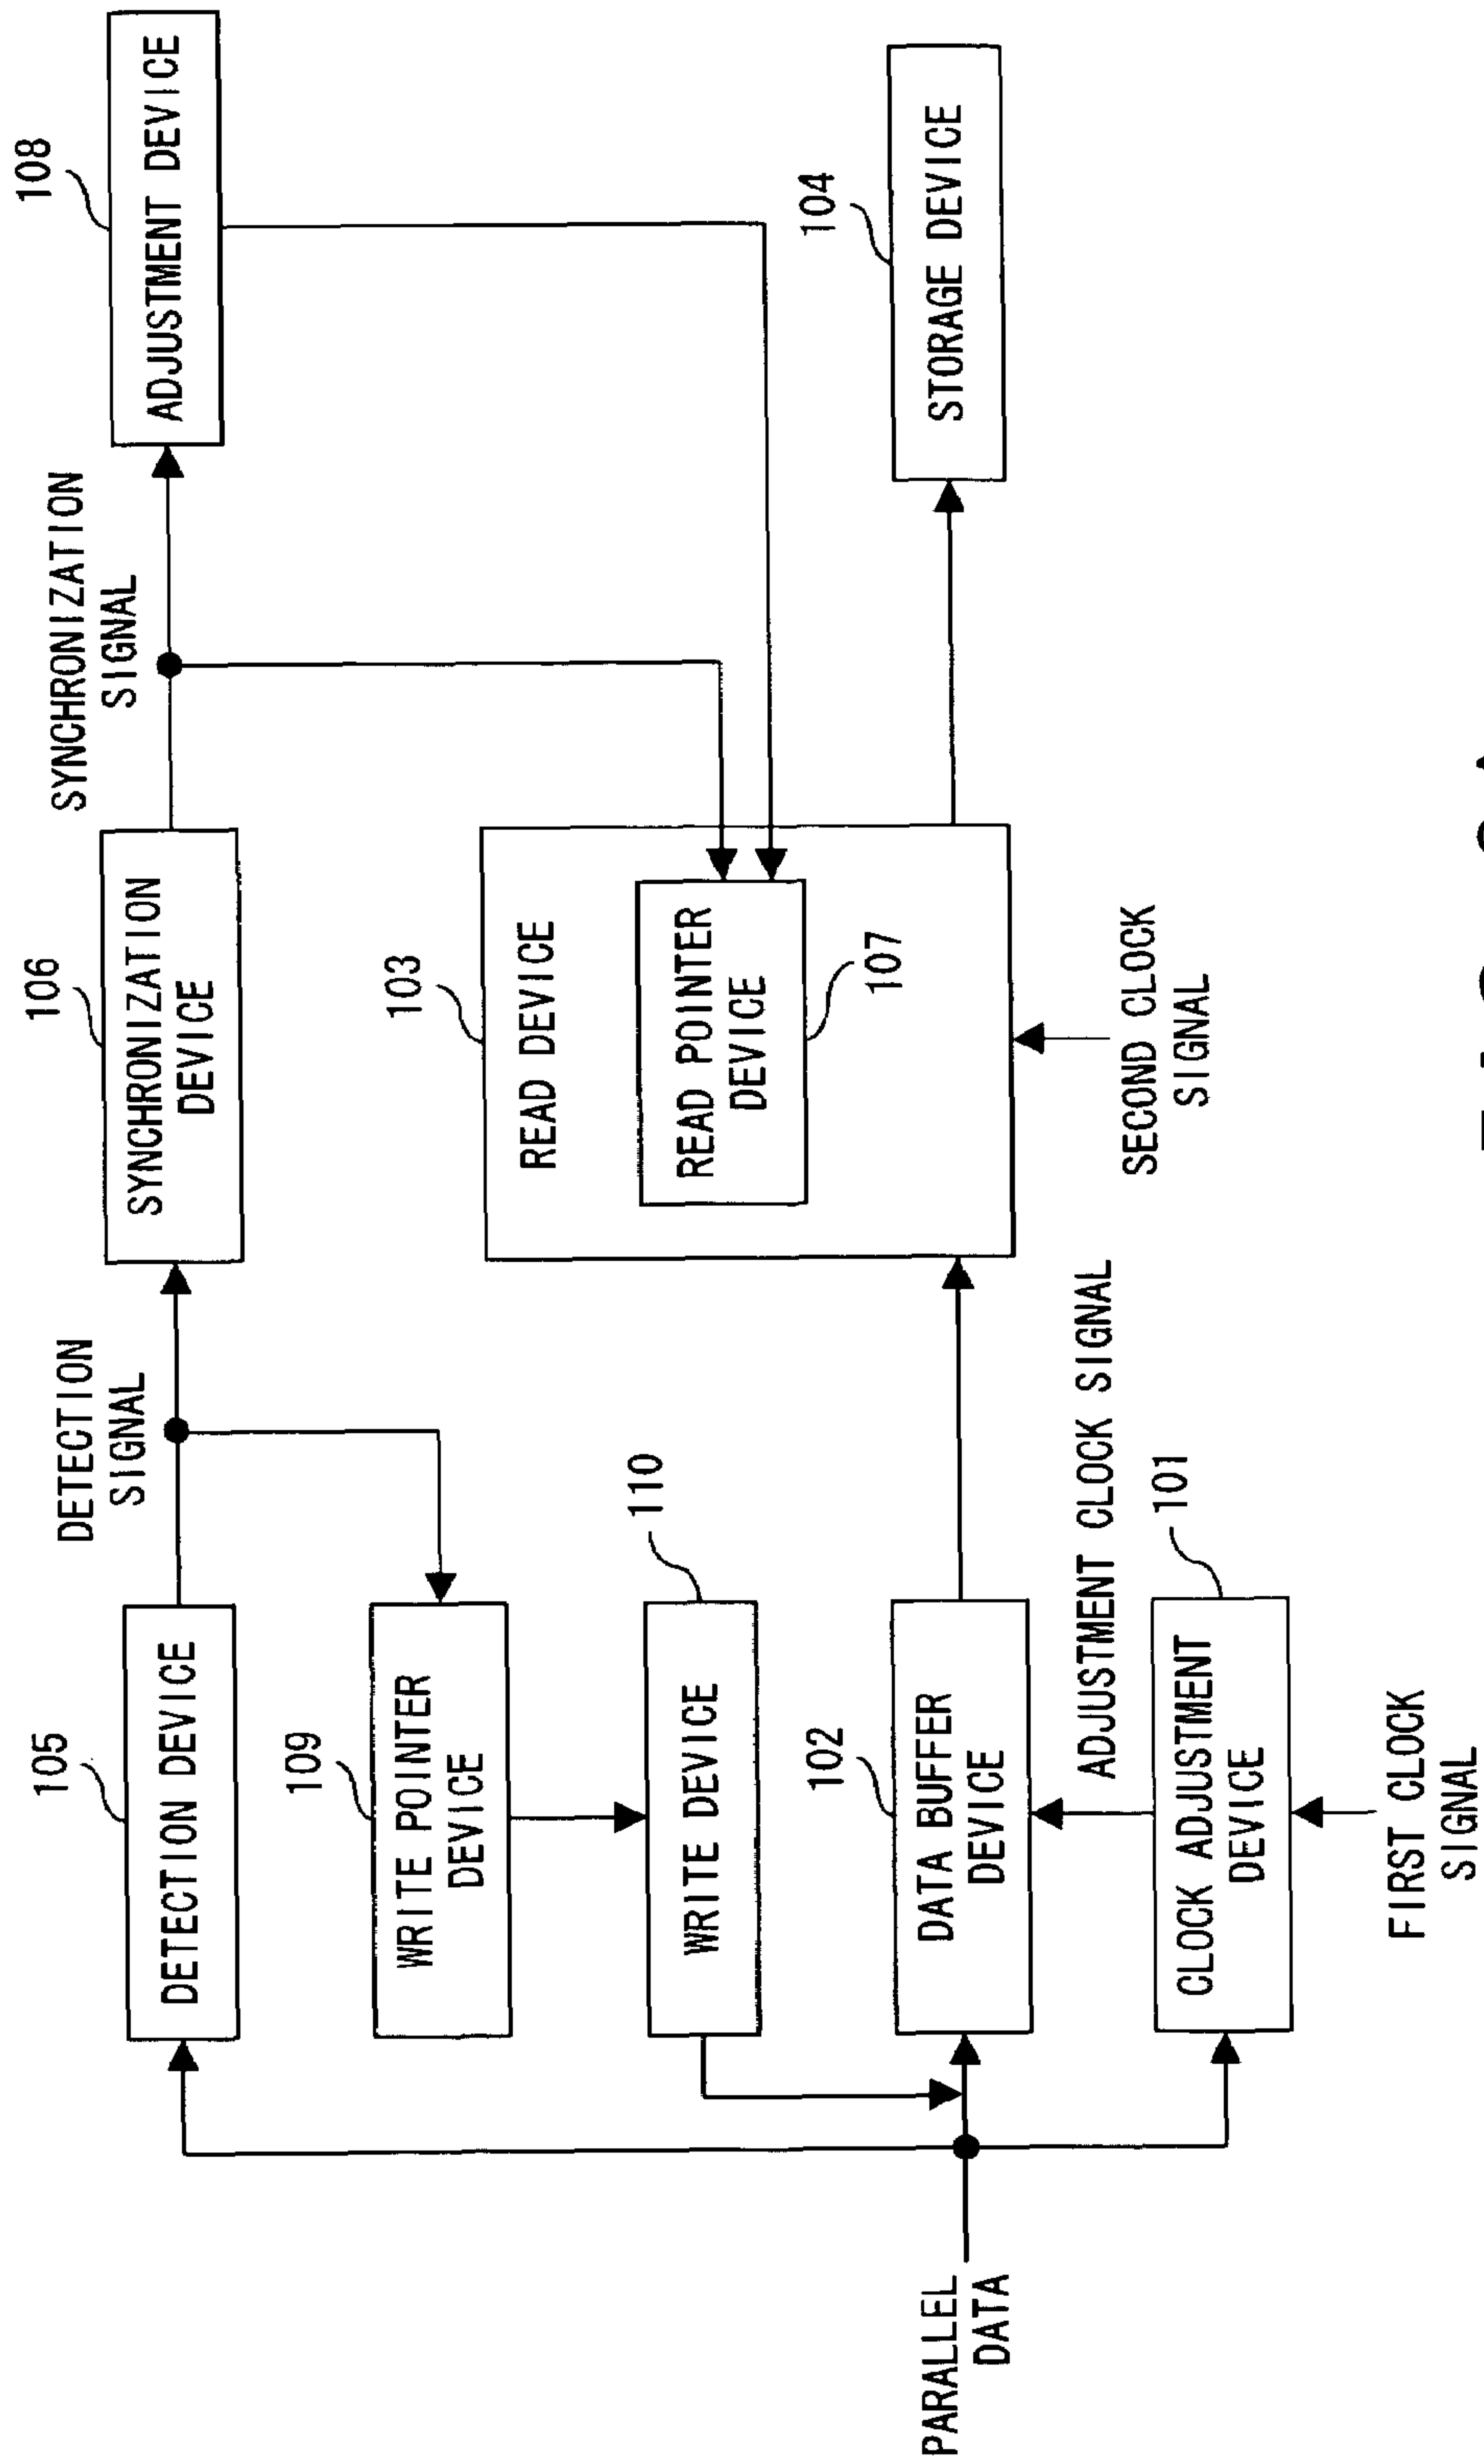 108
ADJUSTMENT DEVICE
SYNCHRONIZATION
SIGNAL
106
SYNCHRONIZATION
DEVICE
DETECTION
SIGNAL
105
DETECTION DEVICE
109
WRITE POINTER
DEVICE
110
WRITE DEVICE
103
READ DEVICE
READ POINTER
DEVICE
107
104
STORAGE DEVICE
102
DATA BUFFER
DEVICE
SECOND CLOCK
SIGNAL
ADJUSTMENT CLOCK SIGNAL
101
CLOCK ADJUSTMENT
DEVICE
FIRST CLOCK
SIGNAL
PARALLEL
DATA